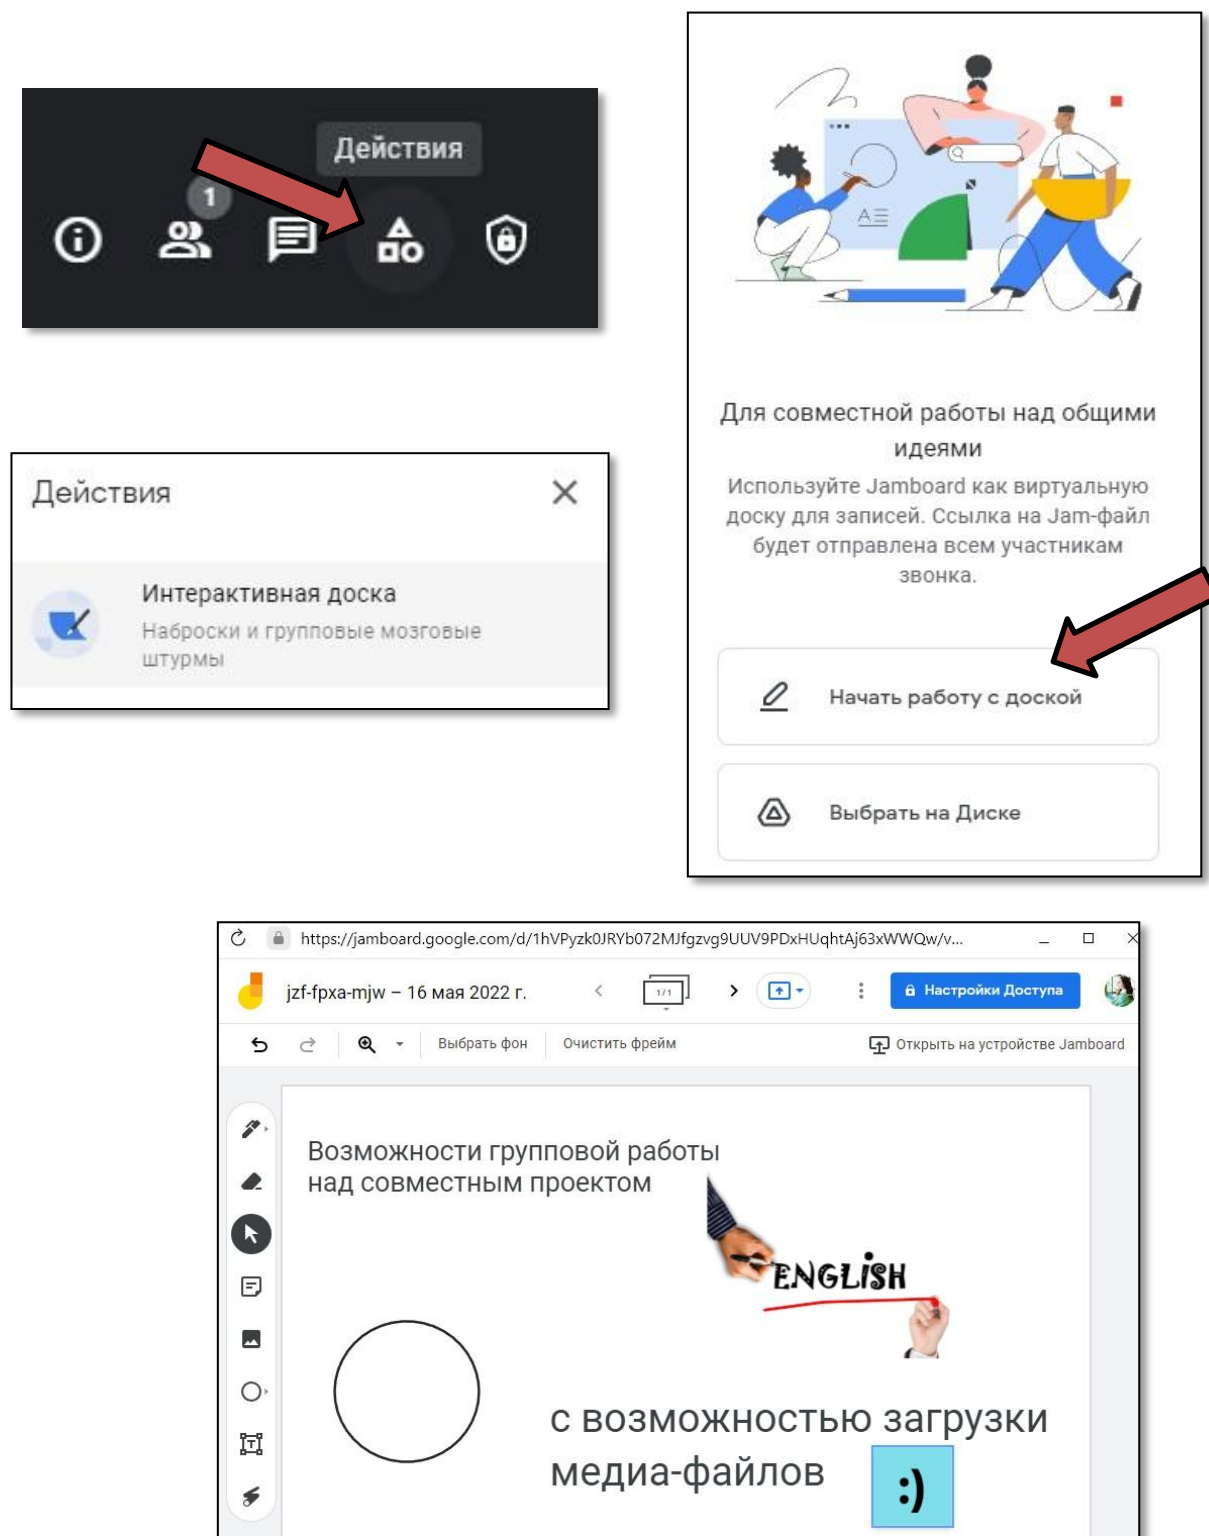 Действия
1
Действия
Интерактивная доска
Наброски и групповые мозговые
штурмы
Для совместной работы над общими
идеями
Используйте Jamboard как виртуальную
доску для записей. Ссылка на Jam-файл
будет отправлена всем участникам
звонка.
Начать работу с доской
Выбрать на Диске
https://jamboard.google.com/d/1hVPyzk0JRYb072MJfgzvg9UUV9PDxHUqhtAj63xWWQw/v...
jzf-fpxa-mjw – 16 мая 2022 г.
1/1
Настройки Доступа
Выбрать фон
Очистить фрейм
Открыть на устройстве Jamboard
Возможности групповой работы
над совместным проектом
ENGLiSH
с возможностью загрузки
медиа-файлов
:)